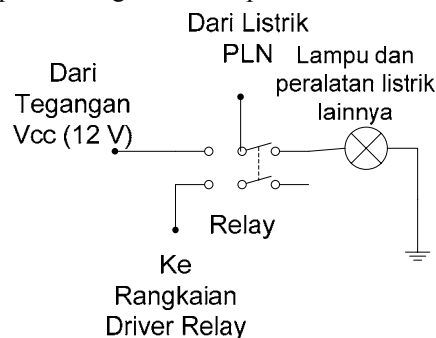 Dari Listrik
PLN
Lampu dan
peralatan listrik
lainnya
Dari
Tegangan
Vcc (12 V)
Relay
Ke
Rangkaian
Driver Relay